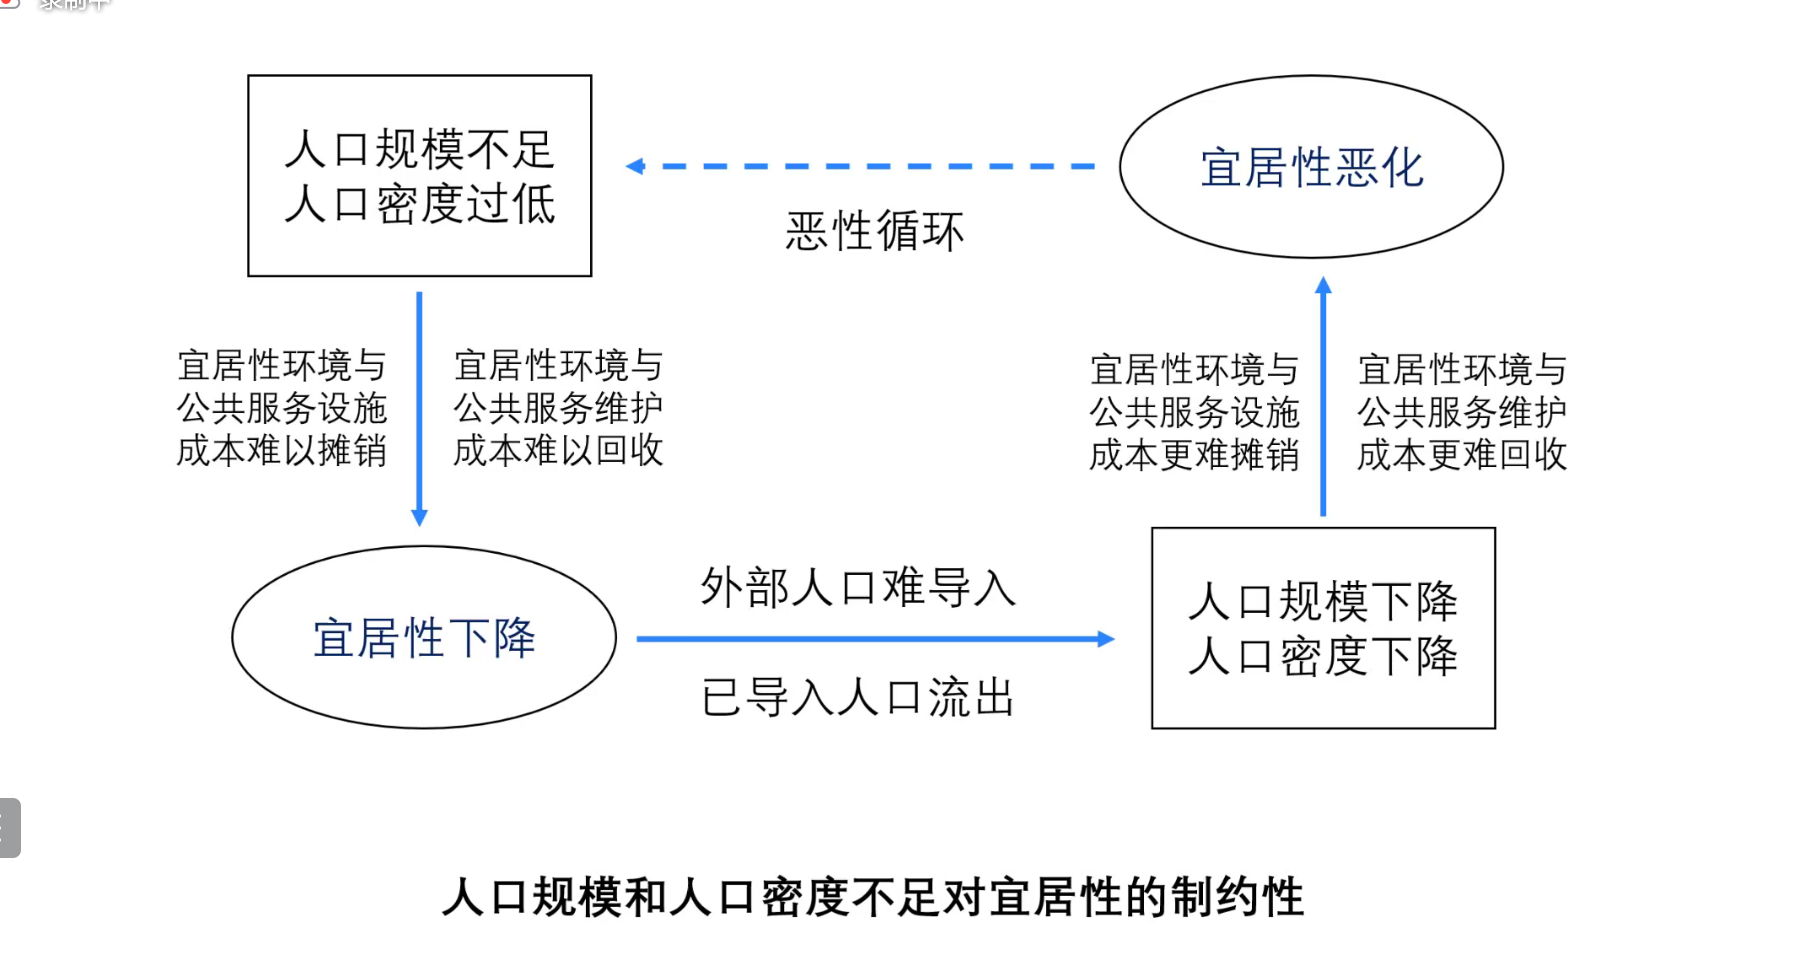 录制中
人口规模不足
人口密度过低
恶性循环
宜居性恶化
宜居性环境与
公共服务设施
成本难以摊销
宜居性环境与
公共服务维护
成本难以回收
宜居性环境与
公共服务设施
成本更难摊销
宜居性环境与
公共服务维护
成本更难回收
宜居性下降
外部人口难导入
已导入人口流出
人口规模下降
人口密度下降
人口规模和人口密度不足对宜居性的制约性